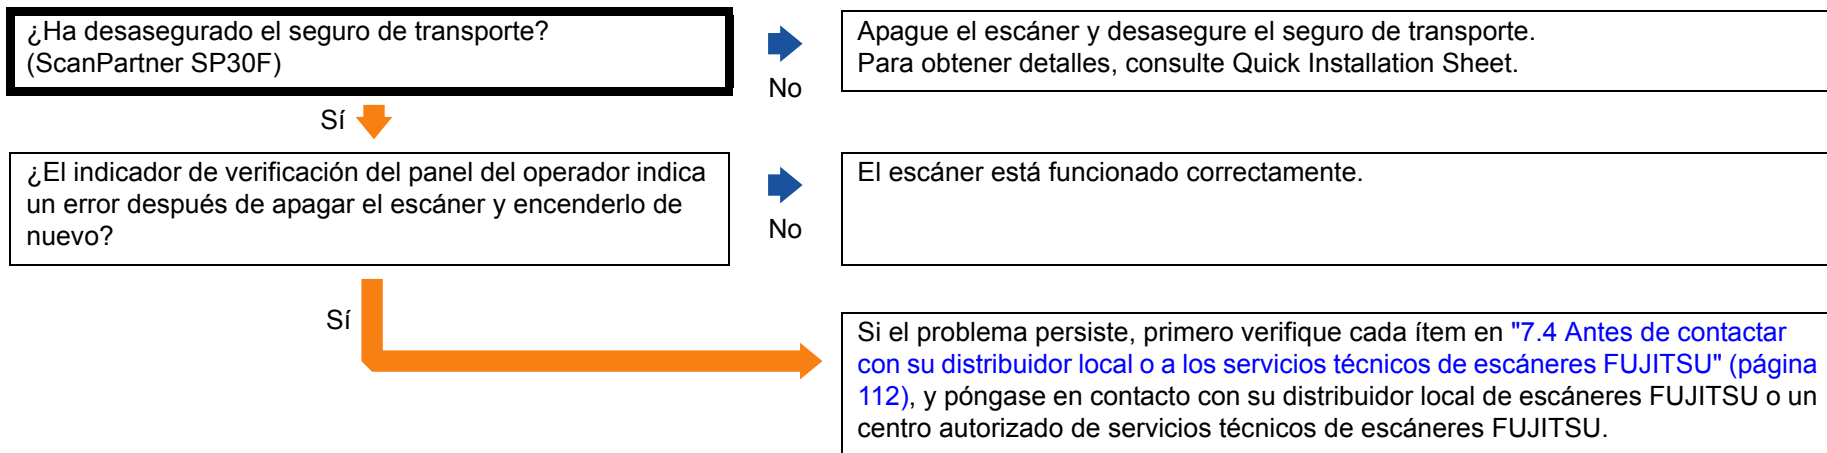 ¿Ha desasegurado el seguro de transporte?
(ScanPartner SP30F)
No
Apague el escáner y desasegure el seguro de transporte.
Para obtener detalles, consulte Quick Installation Sheet.
Sí
¿El indicador de verificación del panel del operador indica
un error después de apagar el escáner y encenderlo de
nuevo?
No
El escáner está funcionado correctamente.
Sí
Si el problema persiste, primero verifique cada ítem en "7.4 Antes de contactar
con su distribuidor local o a los servicios técnicos de escáneres FUJITSU" (página
112), y póngase en contacto con su distribuidor local de escáneres FUJITSU o un
centro autorizado de servicios técnicos de escáneres FUJITSU.